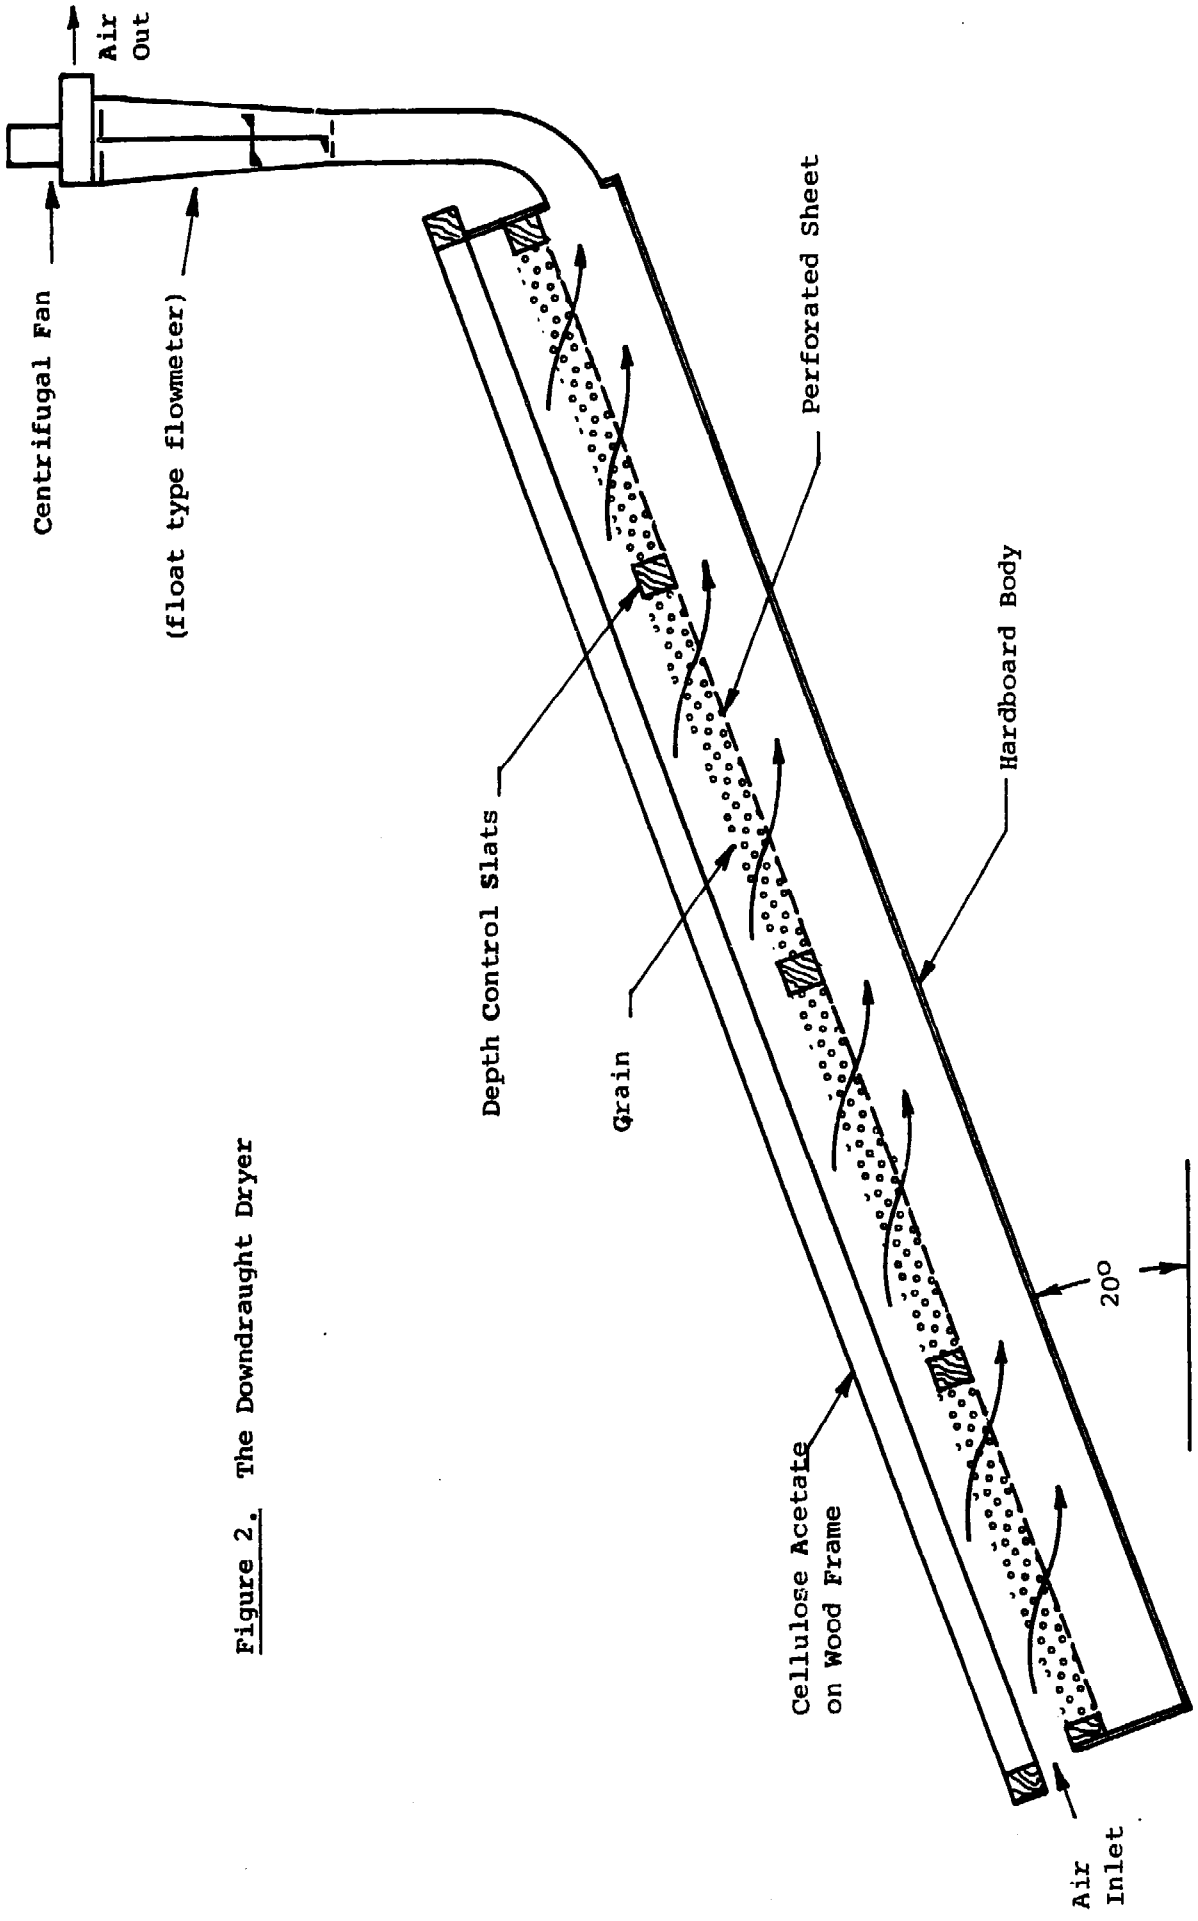 Air
Out
Centrifugal Fan
(float type flowmeter)
Perforated Sheet
Depth Control Slats
Hardboard Body
Grain
Figure 2. The Downdraught Dryer
20°
Cellulose Acetate
on Wood Frame
Air
Inlet